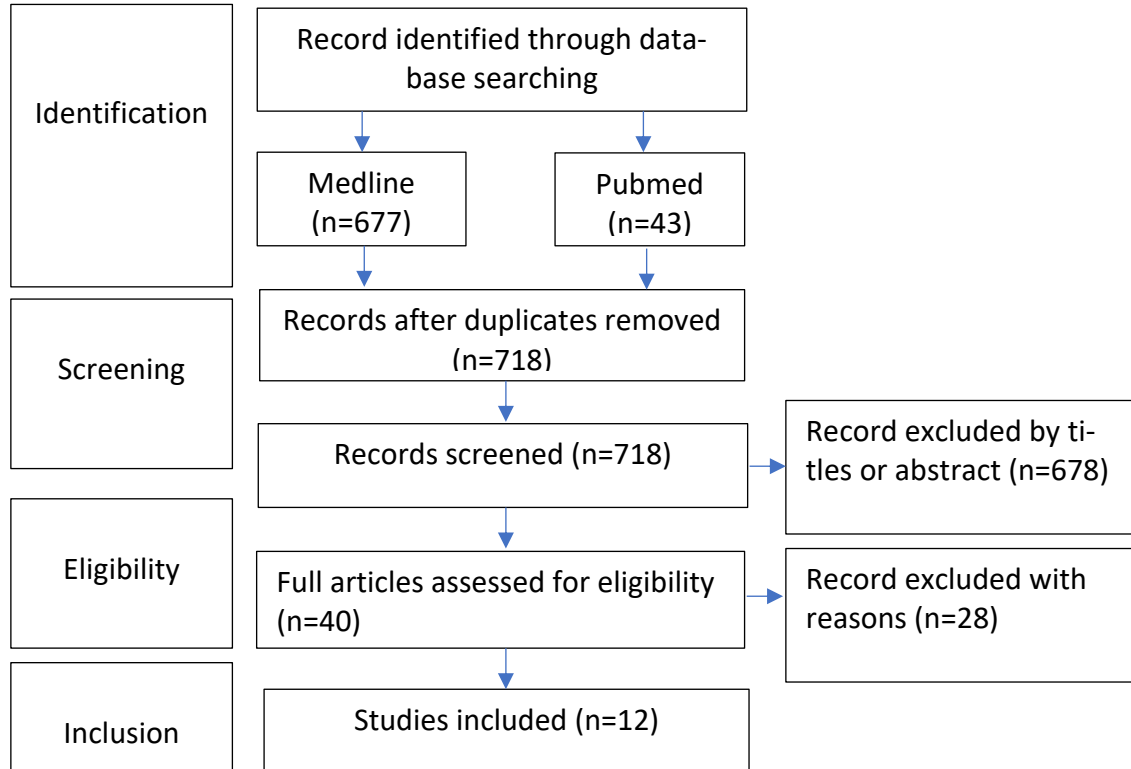 Identification
Record identified through data-
base searching
Medline
(n=677)
Pubmed
(n=43)
Screening
Records after duplicates removed
(n=718)
Records screened (n=718)
Record excluded by ti-
tles or abstract (n=678)
Eligibility
Full articles assessed for eligibility
(n=40)
Record excluded with
reasons (n=28)
Inclusion
Studies included (n=12)